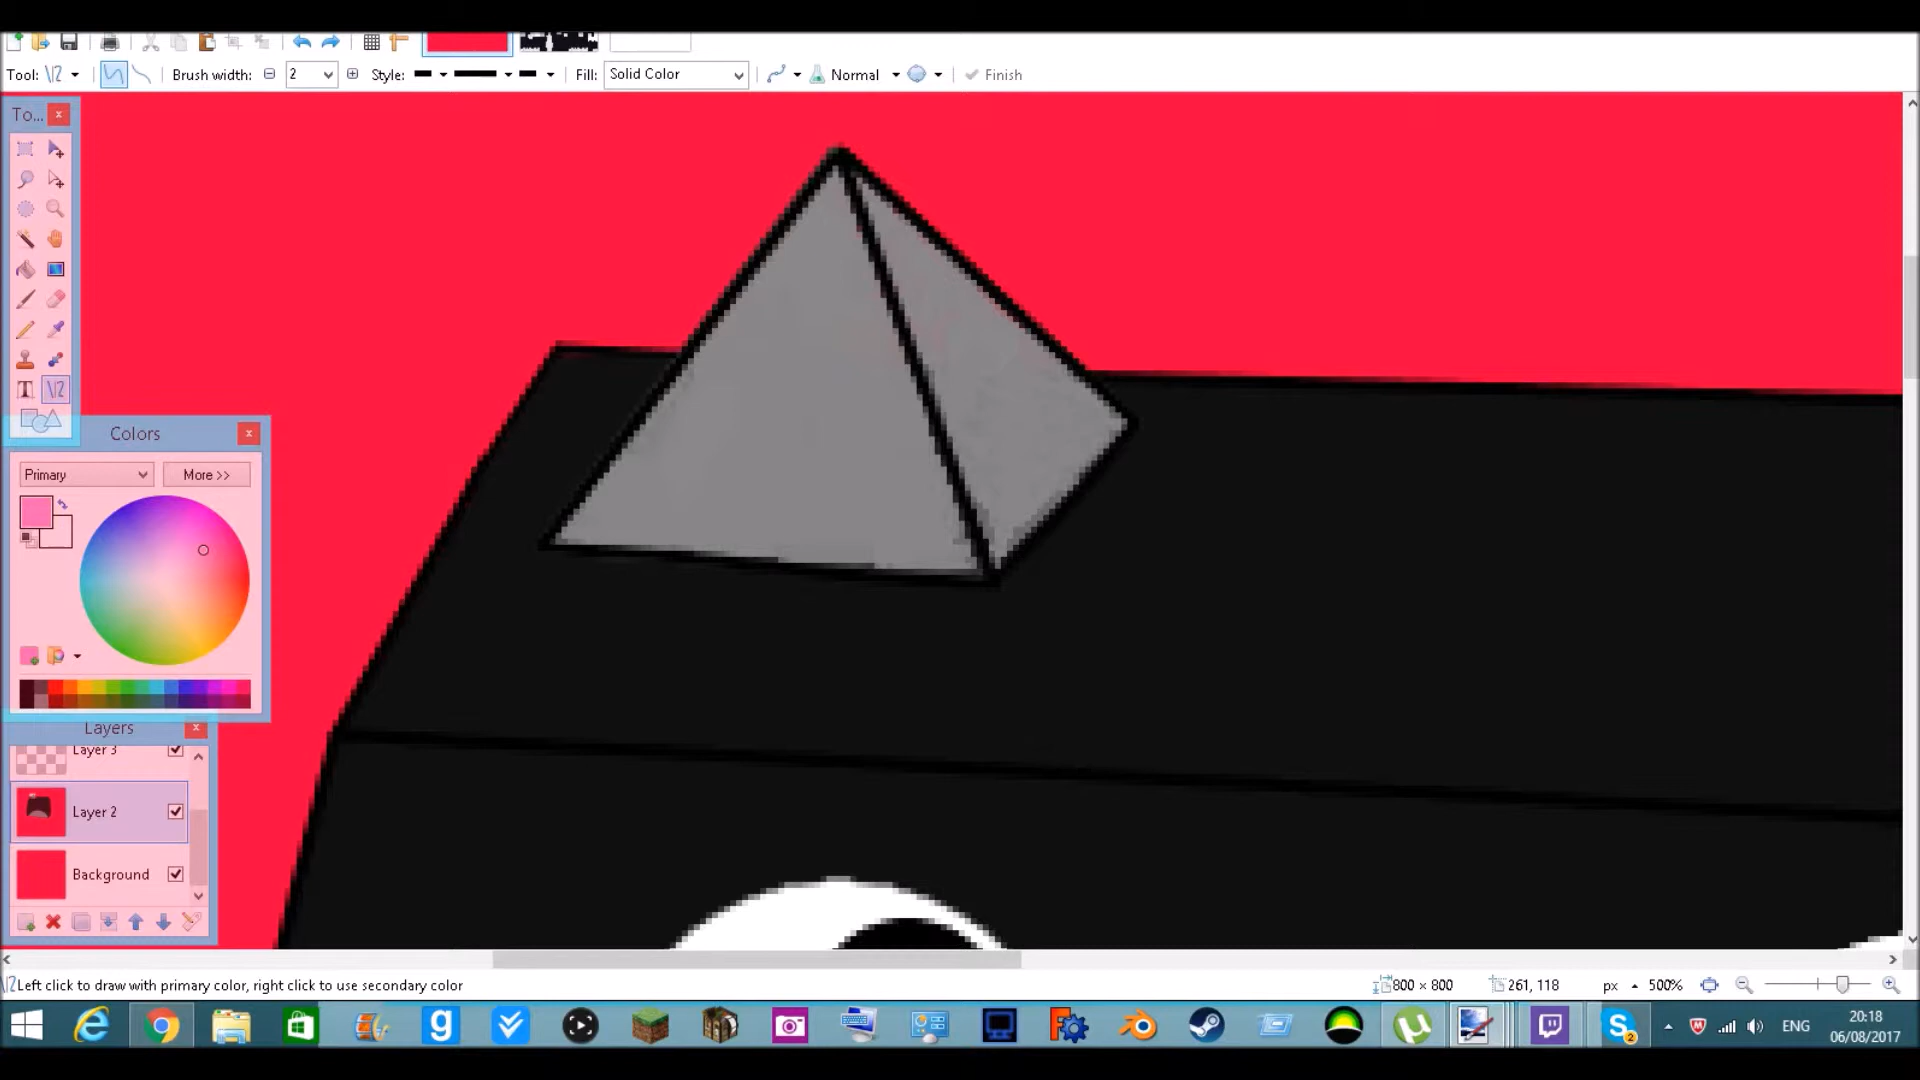 Tool:
Brush width:
2
Style:
Fill:
Solid Color
Normal
Finish
To...
Colors
Primary
More >>
Layers
Layer 3
Layer 2
Background
Left click to draw with primary color, right click to use secondary color
800 × 800
261, 118
px
500%
ENG
20:18
06/08/2017